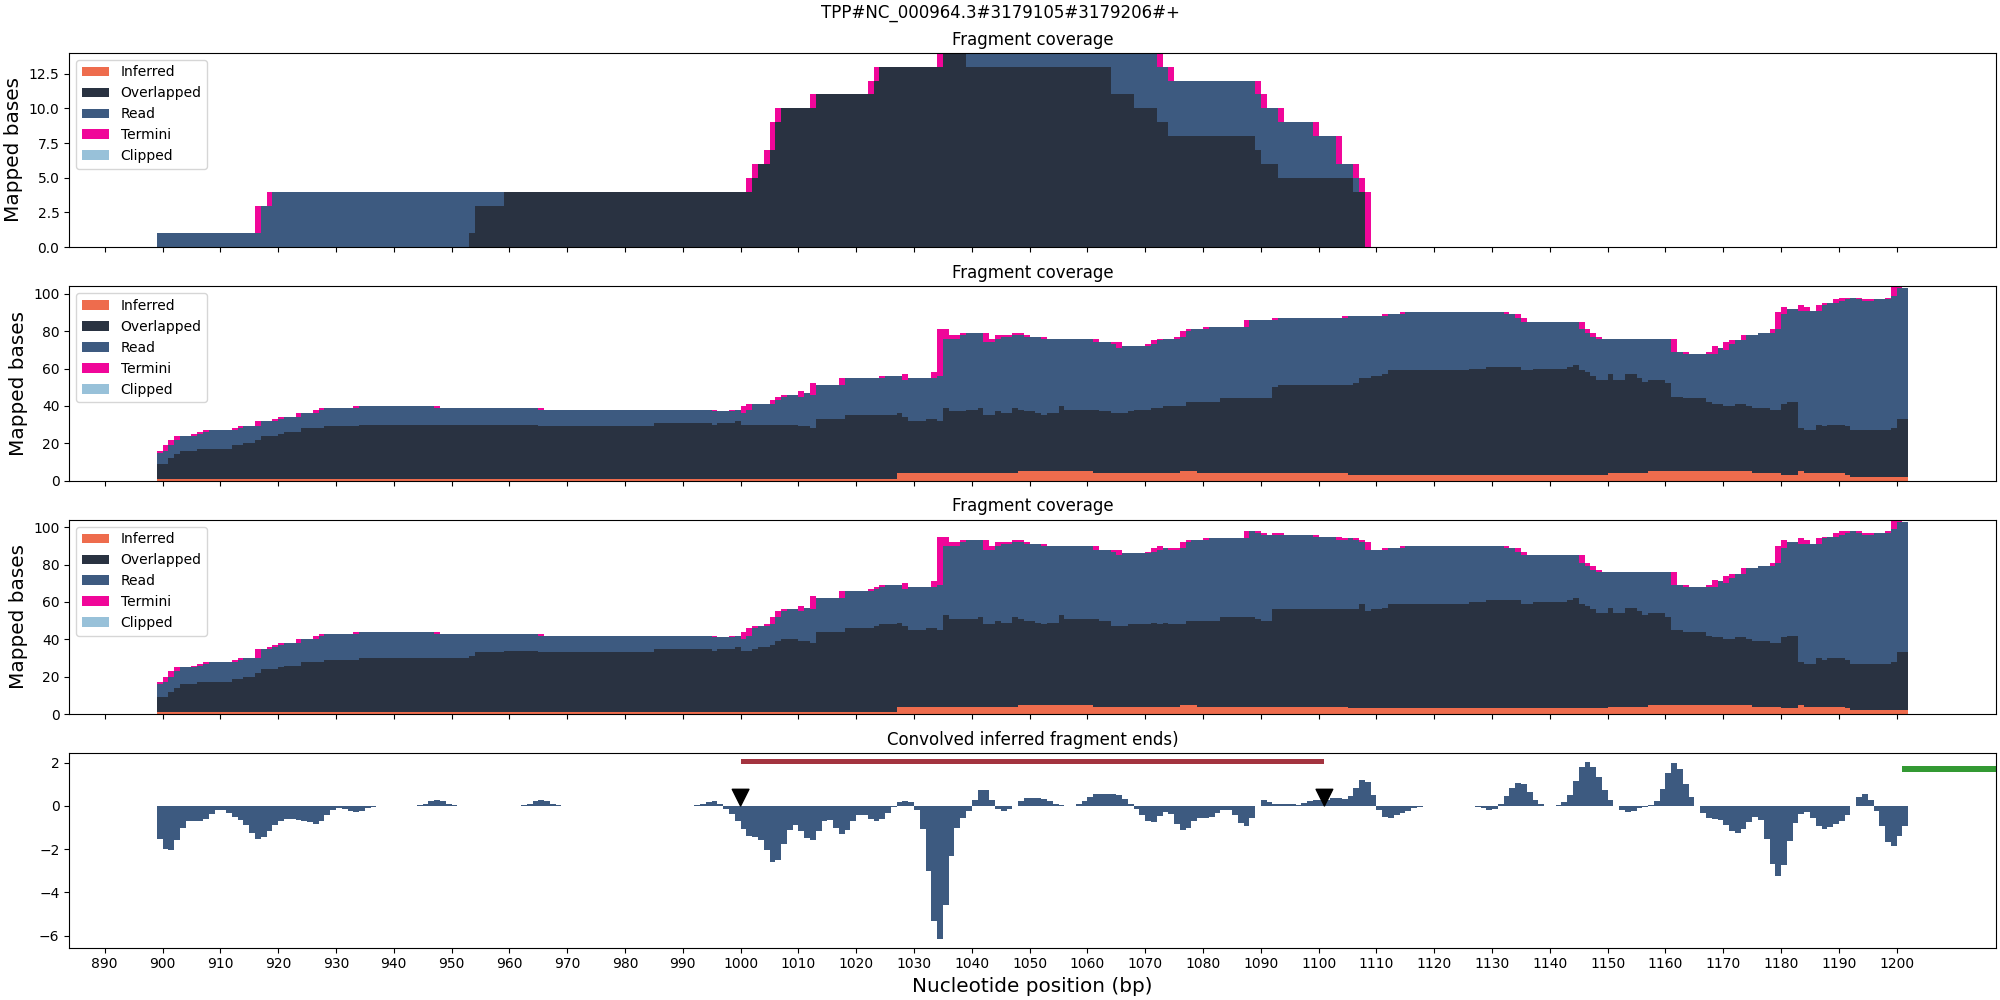 TPP#NC_000964.3#3179105#3179206#+
Fragment coverage
Mapped bases
12.5
10.0
7.5
5.0
2.5
0.0
Inferred
Overlapped
Read
Termini
Clipped
Fragment coverage
Mapped bases
100
80
60
40
20
0
Inferred
Overlapped
Read
Termini
Clipped
Fragment coverage
Mapped bases
100
80
60
40
20
0
Inferred
Overlapped
Read
Termini
Clipped
Convolved inferred fragment ends)
2
0
−2
−4
−6
890 900 910 920 930 940 950 960 970 980 990 1000 1010 1020 1030 1040 1050 1060 1070 1080 1090 1100 1110 1120 1130 1140 1150 1160 1170 1180 1190 1200
Nucleotide position (bp)